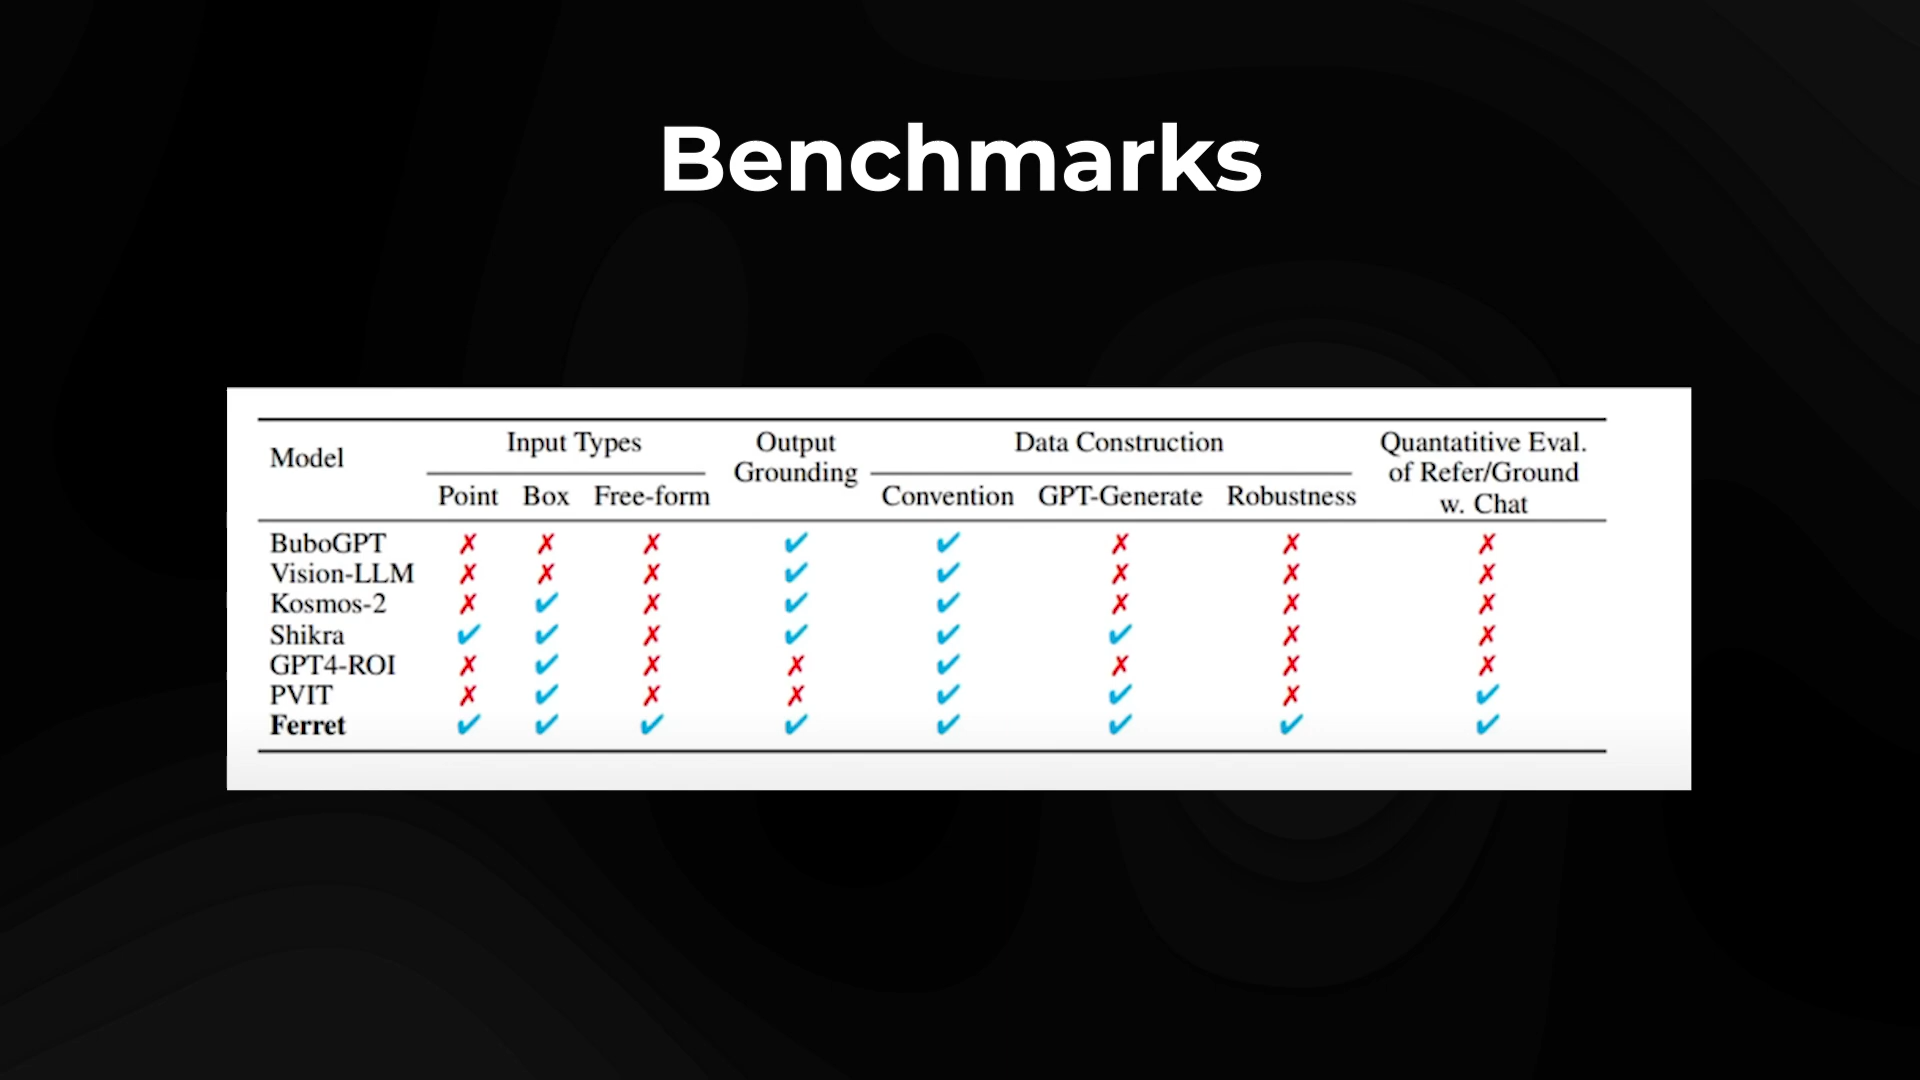 Benchmarks
Model Input Types Output Grounding Data Construction Quantatitive Eval. of Refer/Ground w. Chat
Point Box Free-form Convention GPT-Generate Robustness
BuboGPT ✗ ✗ ✗ ✔ ✔ ✗ ✗ ✗
Vision-LLM ✗ ✗ ✗ ✔ ✔ ✗ ✗ ✗
Kosmos-2 ✗ ✔ ✗ ✔ ✔ ✗ ✗ ✗
Shikra ✔ ✔ ✗ ✔ ✔ ✔ ✗ ✗
GPT4-ROI ✗ ✔ ✗ ✗ ✔ ✗ ✗ ✗
PVIT ✗ ✔ ✗ ✗ ✔ ✔ ✗ ✔
Ferret ✔ ✔ ✔ ✔ ✔ ✔ ✔ ✔